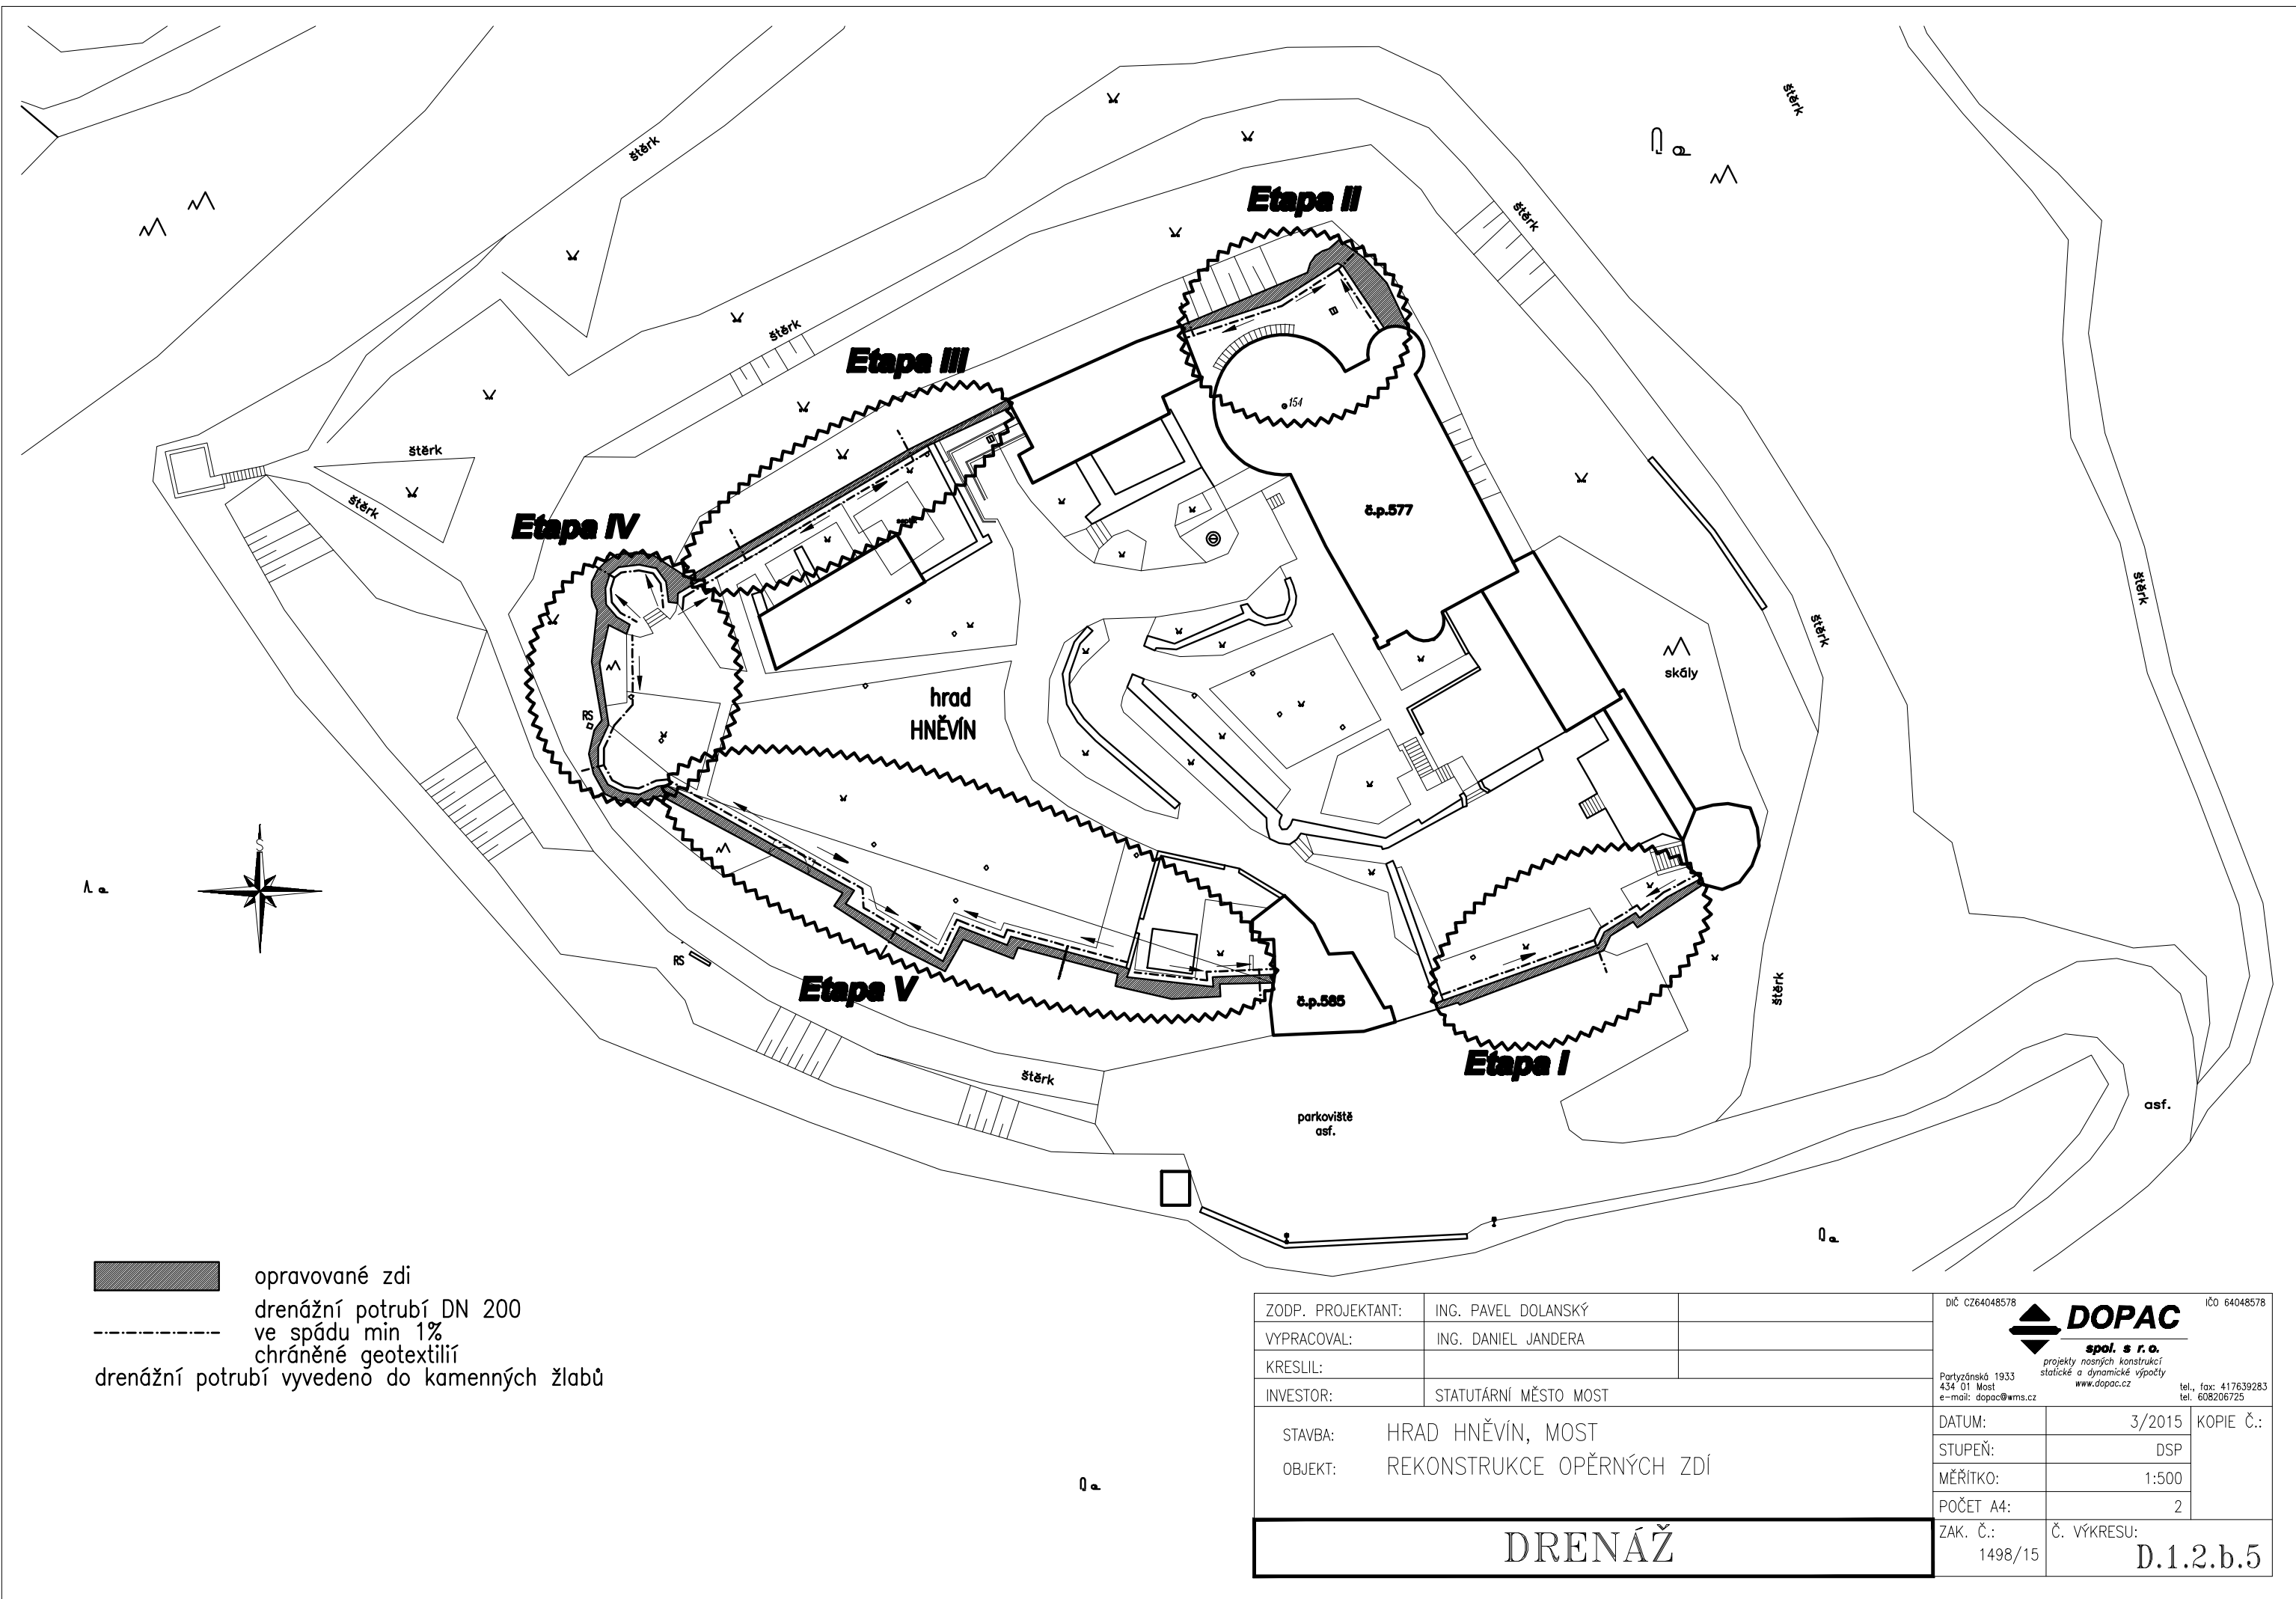 štěrk
štěrk
Etapa II
štěrk
štěrk
Etapa III
154
štěrk
štěrk
č.p.577
Etapa IV
štěrk
štěrk
skály
hrad
HNĚVÍN
RS
S
RS
Etapa V
č.p.585
štěrk
Etapa I
štěrk
parkoviště
asf.
asf.
opravované zdi
drenážní potrubí DN 200
ve spádu min 1%
chráněné geotextilií
drenážní potrubí vyvedeno do kamenných žlabů
ZODP. PROJEKTANT: ING. PAVEL DOLANSKÝ
VYPRACOVAL: ING. DANIEL JANDERA
KRESLIL:
INVESTOR: STATUTÁRNÍ MĚSTO MOST
STAVBA: HRAD HNĚVÍN, MOST
OBJEKT: REKONSTRUKCE OPĚRNÝCH ZDÍ
DRENÁŽ
DIČ CZ64048578 IČO 64048578
DOPAC
spol. s r.o.
projekty nosných konstrukcí
statické a dynamické výpočty
www.dopac.cz
Partyzánská 1933
434 01 Most
e-mail: dopac@wms.cz
tel., fax: 417639283
tel. 608206725
DATUM: 3/2015 KOPIE Č.:
STUPEŇ: DSP
MĚŘÍTKO: 1:500
POČET A4: 2
ZAK. Č.: 1498/15
Č. VÝKRESU: D.1.2.b.5